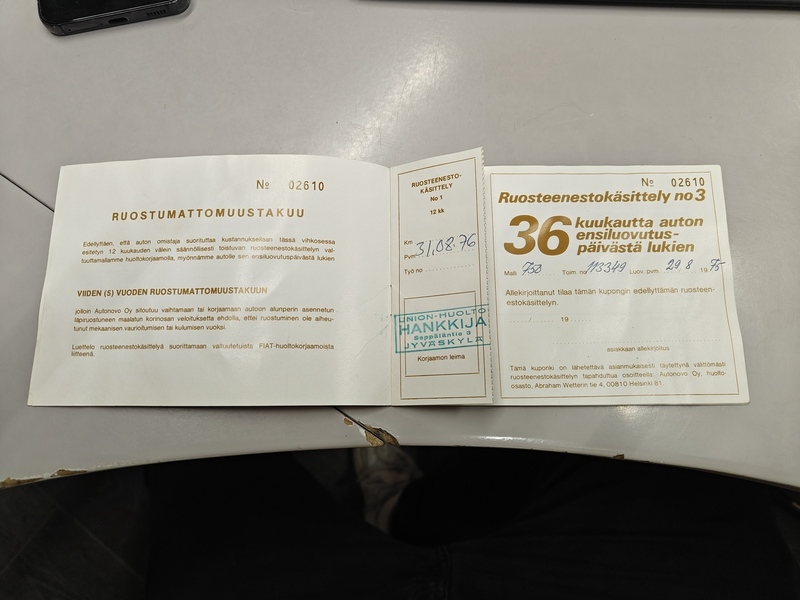 № 02610
RUOSTUMATTOMUUSTAKUU
Edellyttäen, että auton omistaja suorituttaa kustannuksellaan tässä vihkosessa
esitetyin 12 kuukauden välein säännöllisesti toistuvan ruosteenestokäsittelyn val-
tuuttamallamme huoltokorjaamolla, myönnämme autolle sen ensiluovutuspäivästä lukien
VIIDEN (5) VUODEN RUOSTUMATTOMUUSTAKUUN
jolloin Autonovo Oy sitoutuu vaihtamaan tai korjaamaan autoon alunperin asennetun
läpiruostuneen maalatun korinosan veloituksetta ehdolla, ettei ruostuminen ole aiheu-
tunut mekaanisen vaurioitumisen tai kulumisen vuoksi.
Luettelo ruosteenestokäsittelyä suorittamaan valtuutetuista FIAT-huoltokorjaamoista
liitteenä.
RUOSTEENESTO-
KÄSITTELY
No 1
12 kk
Km
Pvm. 31.08.76
Työ no
UNION-HUOLTO
HANKKIJA
Seppäläntie 3
JYVÄSKYLÄ
Korjaamon leima
№ 02610
Ruosteenestokäsittely no 3
36 kuukautta auton
ensiluovutus-
päivästä lukien
Malli Toim. no 113349 Luov. pvm. 29.8. 1975
Allekirjoittanut tilaa tämän kupongin edellyttämän ruosteen-
estokäsittelyn.
19
asiakkaan allekirjoitus
Tämä kuponki on lähetettävä asianmukaisesti täytettynä välittömästi
ruosteenestokäsittelyn tapahduttua osoitteella: Autonovo Oy, huolto-
osasto, Abraham Wetterin tie 4, 00810 Helsinki 81.